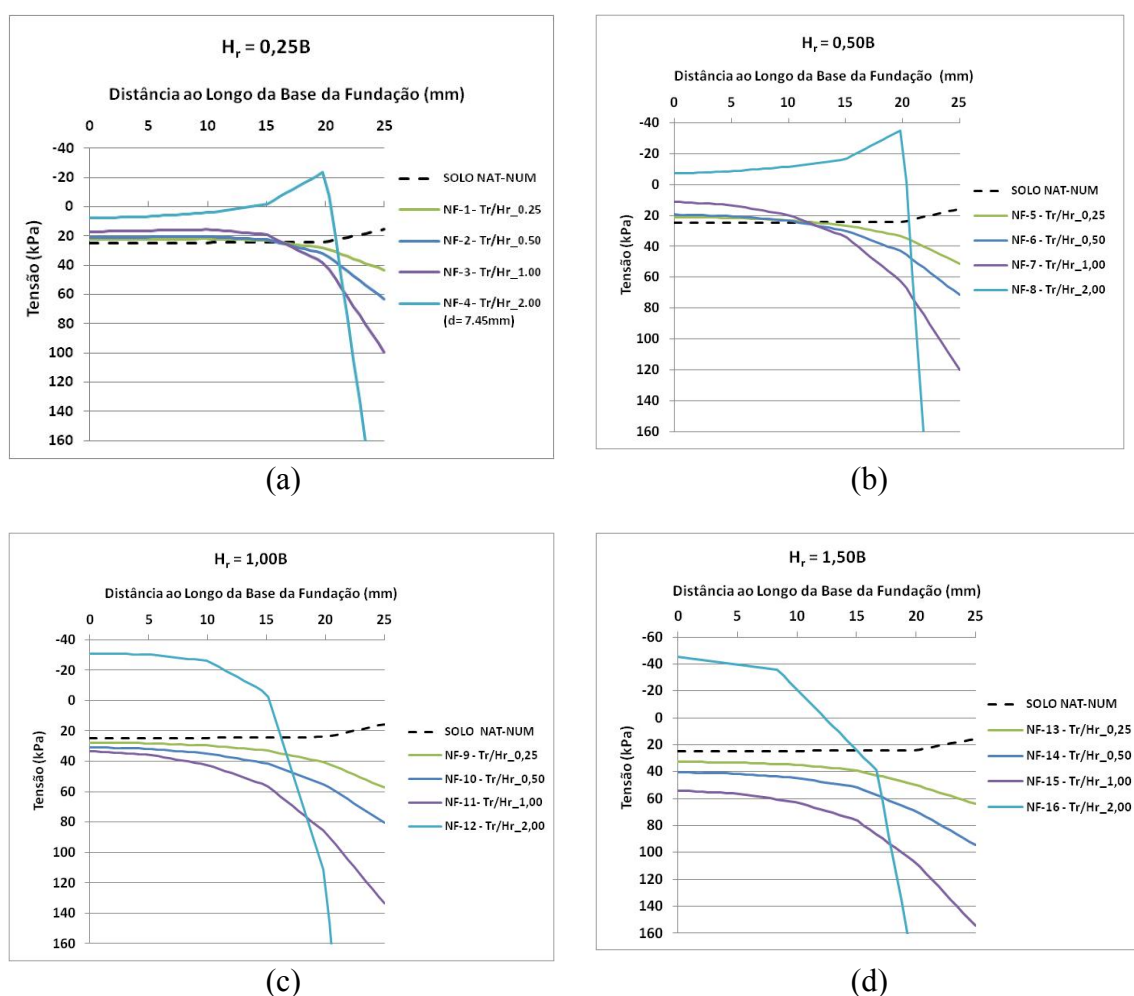 H_r = 0,25B
Distância ao Longo da Base da Fundação (mm)
0 5 10 15 20 25
-40
-20
0
20
40
60
80
100
120
140
160
Tensão (kPa)
SOLO NAT-NUM
NF-1 - Tr/Hr_0.25
NF-2 - Tr/Hr_0.50
NF-3 - Tr/Hr_1.00
NF-4 - Tr/Hr_2.00
(d= 7.45mm)
(a)
H_r = 0,50B
Distância ao Longo da Base da Fundação (mm)
0 5 10 15 20 25
-40
-20
0
20
40
60
80
100
120
140
160
Tensão (kPa)
SOLO NAT-NUM
NF-5 - Tr/Hr_0,25
NF-6 - Tr/Hr_0,50
NF-7 - Tr/Hr_1,00
NF-8 - Tr/Hr_2,00
(b)
H_r = 1,00B
Distância ao Longo da Base da Fundação (mm)
0 5 10 15 20 25
-40
-20
0
20
40
60
80
100
120
140
160
Tensão (kPa)
SOLO NAT-NUM
NF-9 - Tr/Hr_0,25
NF-10 - Tr/Hr_0,50
NF-11- Tr/Hr_1,00
NF-12 - Tr/Hr_2,00
(c)
H_r = 1,50B
Distância ao Longo da Base da Fundação (mm)
0 5 10 15 20 25
-60
-40
-20
0
20
40
60
80
100
120
140
160
Tensão (kPa)
SOLO NAT-NUM
NF-13 - Tr/Hr_0,25
NF-14 - Tr/Hr_0,50
NF-15 - Tr/Hr_1,00
NF-16 - Tr/Hr_2,00
(d)